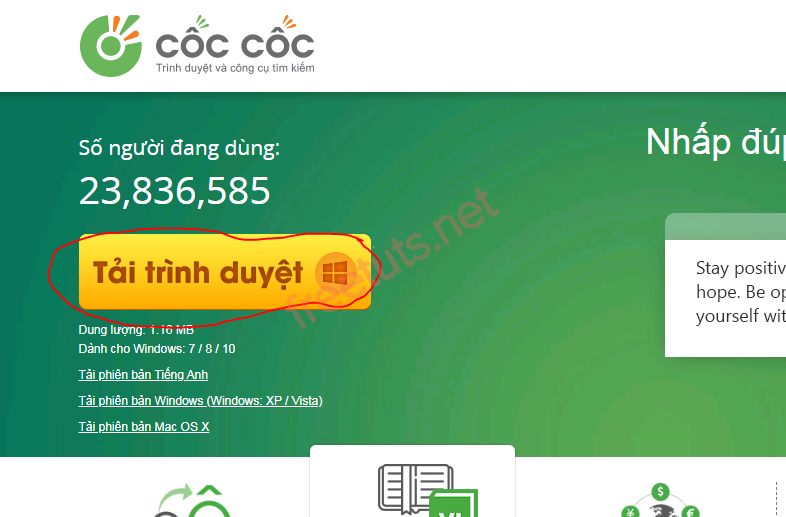 CỐC CỐC
Trình duyệt và công cụ tìm kiếm
Số người đang dùng:
23,836,585
Nhấp đúp
Tải trình duyệt
Stay positive
hope. Be op
yourself wit
freetuts.net
Dung lượng: 1.16 MB
Dành cho Windows: 7 / 8 / 10
Tải phiên bản Tiếng Anh
Tải phiên bản Windows (Windows: XP / Vista)
Tải phiên bản Mac OS X
$
¥
€